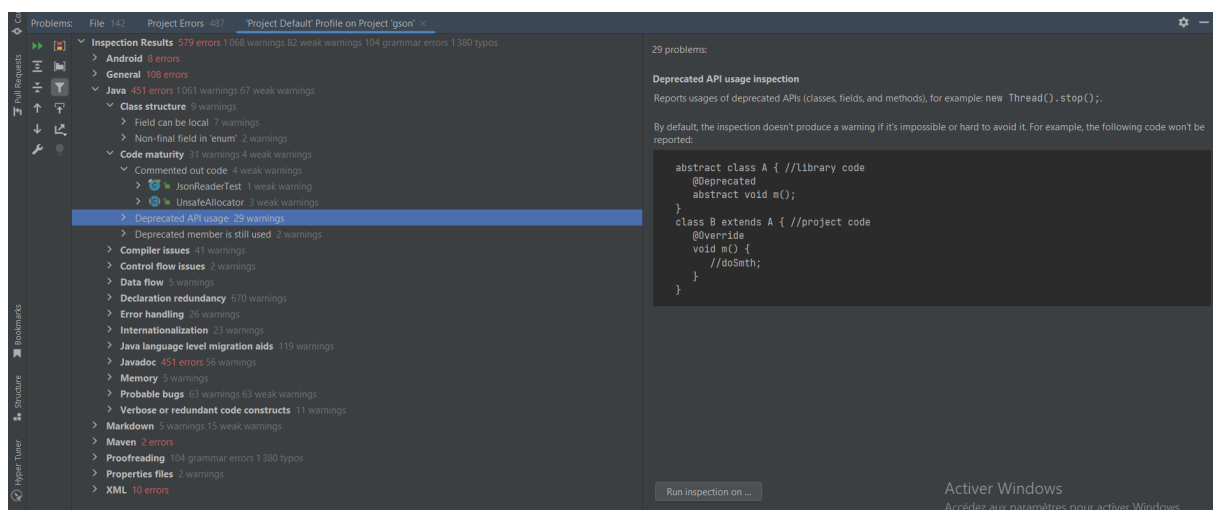 Problems: File 142 Project Errors 487 'Project Default' Profile on Project 'gson' ×
Inspection Results 579 errors 1068 warnings 82 weak warnings 104 grammar errors 1380 typos
Android 8 errors
General 108 errors
Java 451 errors 1061 warnings 67 weak warnings
Class structure 9 warnings
Field can be local 7 warnings
Non-final field in 'enum' 2 warnings
Code maturity 31 warnings 4 weak warnings
Commented out code 4 weak warnings
JsonReaderTest 1 weak warning
UnsafeAllocator 3 weak warnings
Deprecated API usage 29 warnings
Deprecated member is still used 2 warnings
Compiler issues 41 warnings
Control flow issues 2 warnings
Data flow 5 warnings
Declaration redundancy 670 warnings
Error handling 26 warnings
Internationalization 23 warnings
Java language level migration aids 119 warnings
Javadoc 451 errors 56 warnings
Memory 5 warnings
Probable bugs 63 warnings 63 weak warnings
Verbose or redundant code constructs 11 warnings
Markdown 5 warnings 15 weak warnings
Maven 2 errors
Proofreading 104 grammar errors 1380 typos
Properties files 2 warnings
XML 10 errors
Pull Requests
Bookmarks
Structure
Hyper Tuner
29 problems:
Deprecated API usage inspection
Reports usages of deprecated APIs (classes, fields, and methods), for example: new Thread().stop();.
By default, the inspection doesn't produce a warning if it's impossible or hard to avoid it. For example, the following code won't be
reported:
abstract class A { //library code
@Deprecated
abstract void m();
}
class B extends A { //project code
@Override
void m() {
//doSmth;
}
}
Run inspection on ...
Activer Windows
Accédez aux paramètres pour activer Windows.